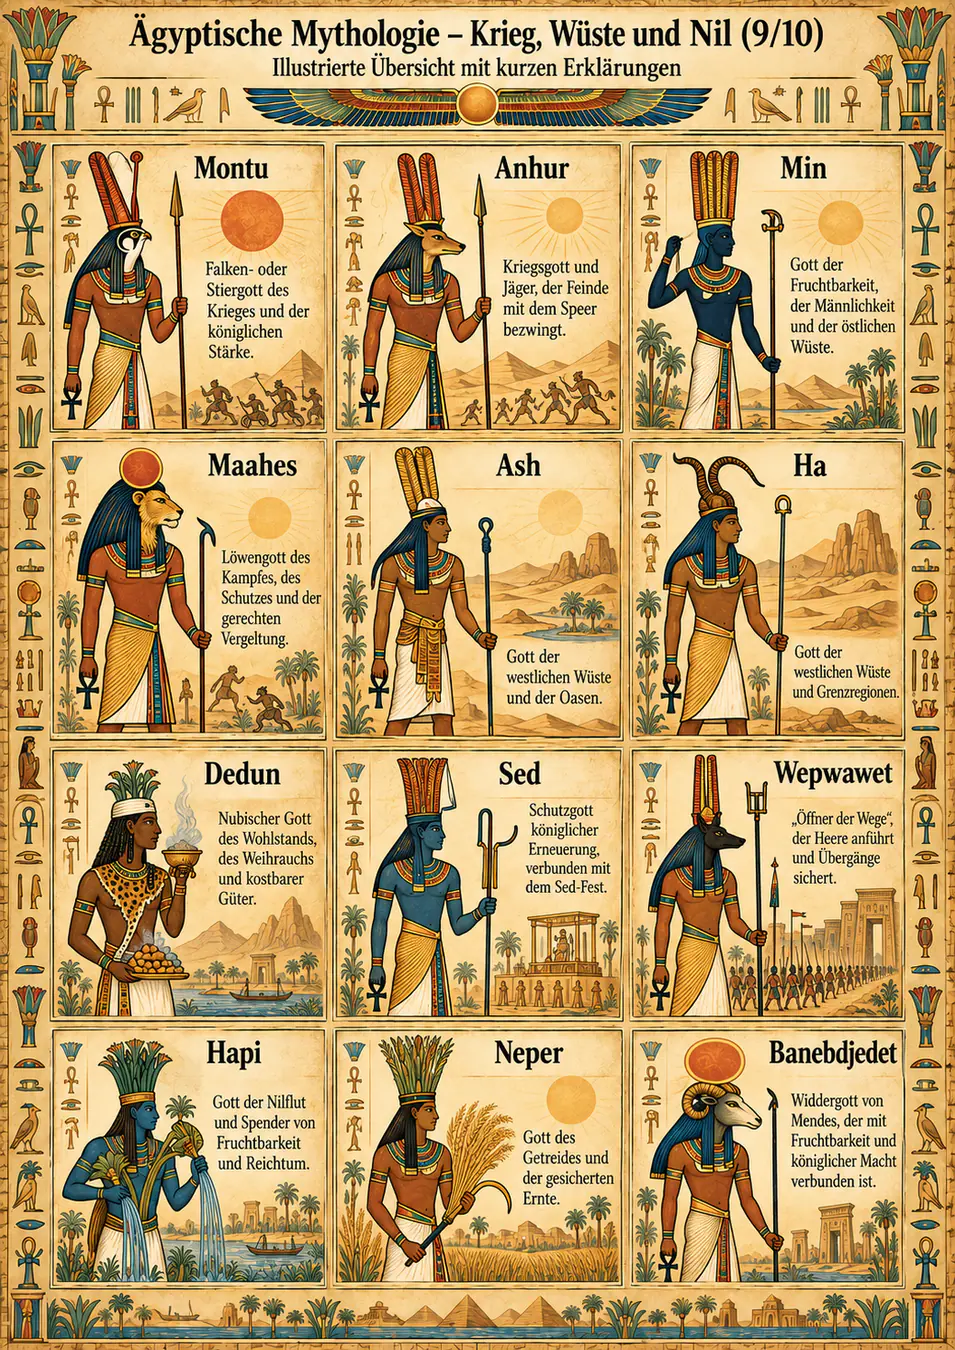 Ägyptische Mythologie – Krieg, Wüste und Nil (9/10)
Illustrierte Übersicht mit kurzen Erklärungen
Montu
Falken- oder
Stiergott des
Krieges und der
königlichen
Stärke.
Anhur
Kriegsgott und
Jäger, der Feinde
mit dem Speer
bezwingt.
Min
Gott der
Fruchtbarkeit,
der Männlichkeit
und der östlichen
Wüste.
Maahes
Löwengott des
Kampfes, des
Schutzes und der
gerechten
Vergeltung.
Ash
Gott der
westlichen Wüste
und der Oasen.
Ha
Gott der
westlichen Wüste
und Grenzregionen.
Dedun
Nubischer Gott
des Wohlstands,
des Weihrauchs
und kostbarer
Güter.
Sed
Schutzgott
königlicher
Erneuerung,
verbunden mit
dem Sed-Fest.
Wepwawet
„Öffner der Wege“,
der Heere anführt
und Übergänge
sichert.
Hapi
Gott der Nilflut
und Spender von
Fruchtbarkeit
und Reichtum.
Neper
Gott des
Getreides und
der gesicherten
Ernte.
Banebdjedet
Widdergott von
Mendes, der mit
Fruchtbarkeit und
königlicher Macht
verbunden ist.